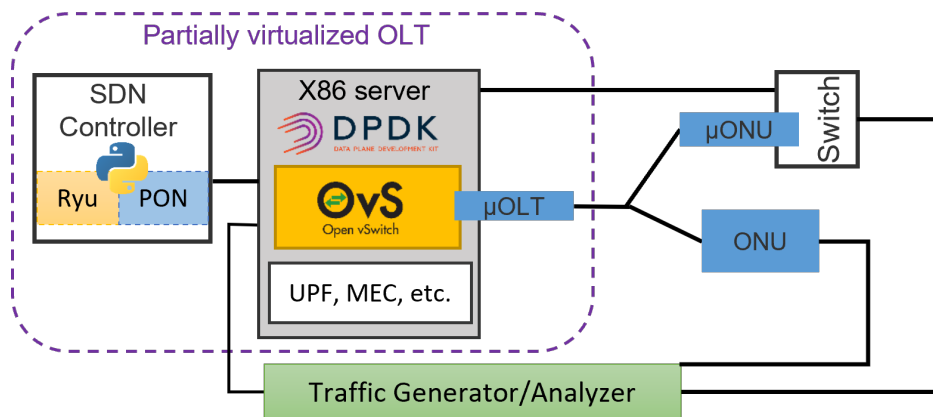 Partially virtualized OLT
SDN
Controller
Ryu
PON
X86 server
DPDK
DATA PLANE DEVELOPMENT KIT
OvS
Open vSwitch
μOLT
UPF, MEC, etc.
μONU
Switch
ONU
Traffic Generator/Analyzer